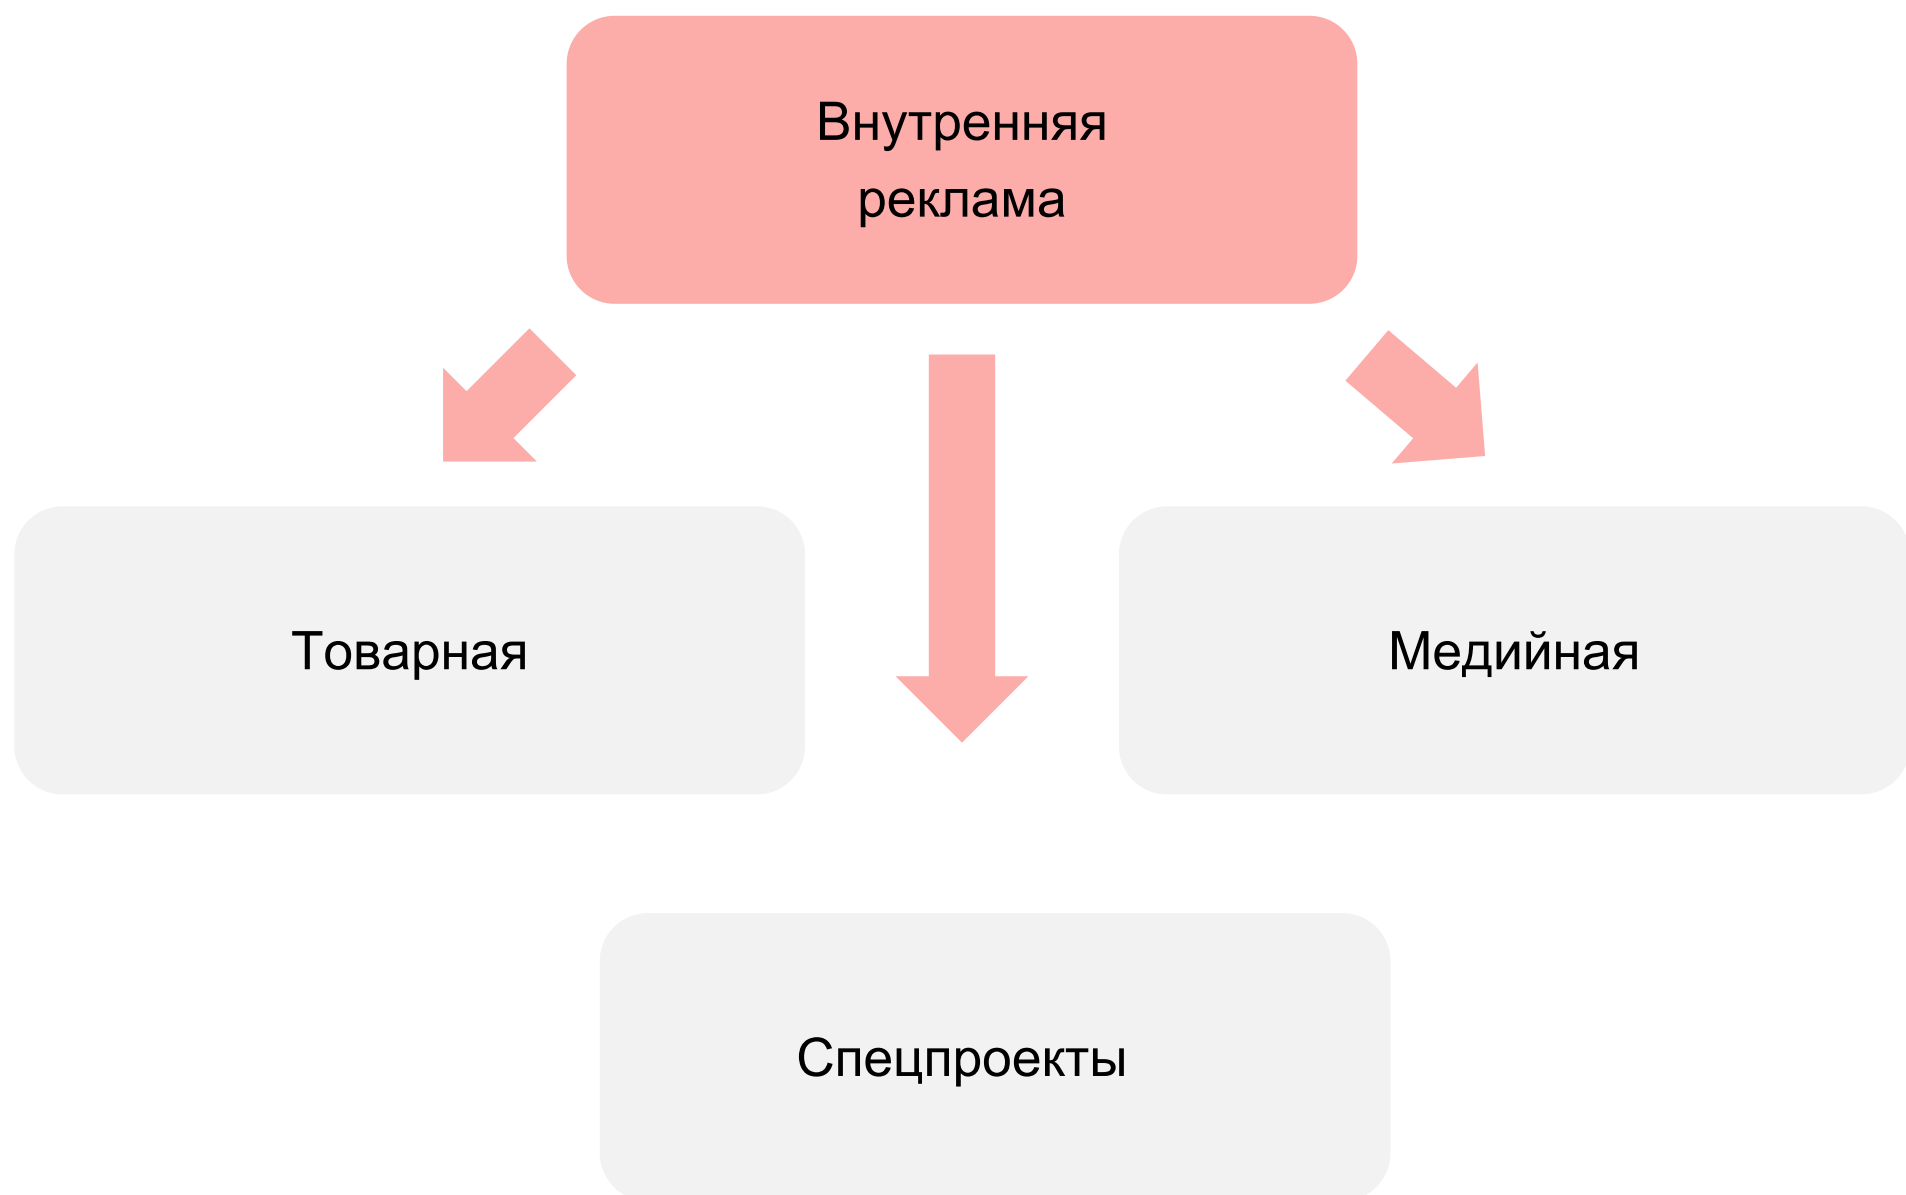 Внутренняя
реклама
Товарная
Медийная
Спецпроекты